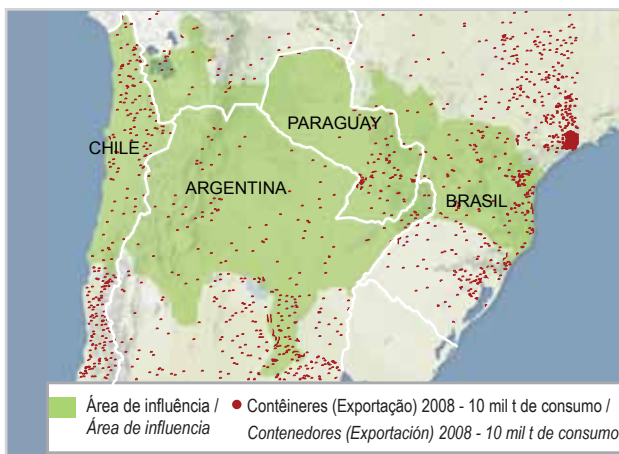 PARAGUAY
CHILE
ARGENTINA
BRASIL
Área de influência /
Área de influencia
Contêineres (Exportação) 2008 - 10 mil t de consumo /
Contenedores (Exportación) 2008 - 10 mil t de consumo